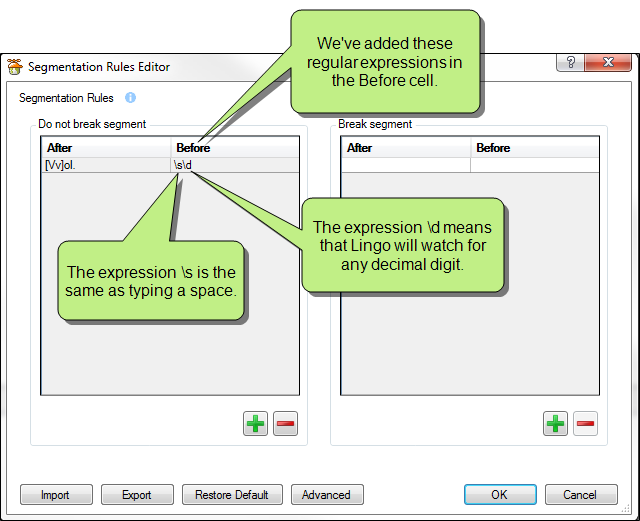 We've added these
regular expressions in
the Before cell.
Segmentation Rules Editor
Segmentation Rules
Do not break segment
Break segment
After Before
After Before
[Vv]ol. \s\d
The expression \d means
that Lingo will watch for
any decimal digit.
The expression \s is the
same as typing a space.
Import Export Restore Default Advanced OK Cancel